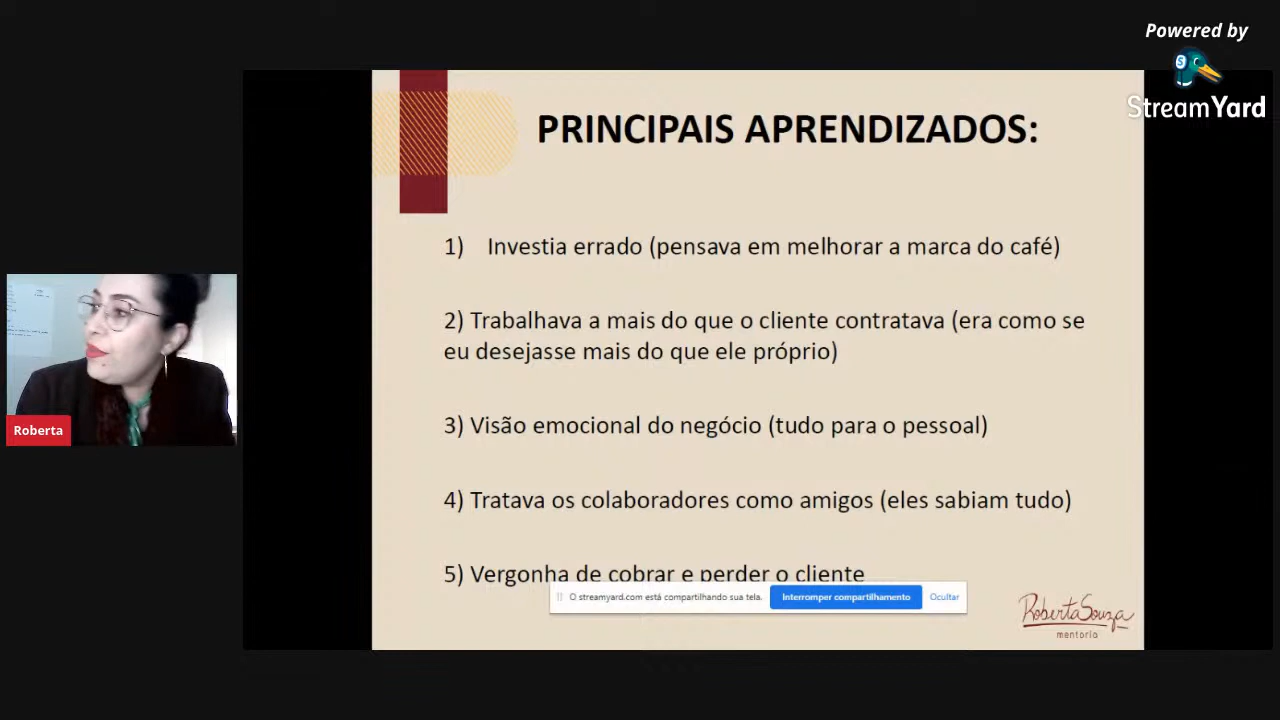 Powered by
StreamYard
PRINCIPAIS APRENDIZADOS:
1) Investia errado (pensava em melhorar a marca do café)
2) Trabalhava a mais do que o cliente contratava (era como se
eu desejasse mais do que ele próprio)
3) Visão emocional do negócio (tudo para o pessoal)
4) Tratava os colaboradores como amigos (eles sabiam tudo)
5) Vergonha de cobrar e perder o cliente
O streamyard.com está compartilhando sua tela. Interromper compartilhamento Ocultar
RobertaSouza
mentoria
Roberta